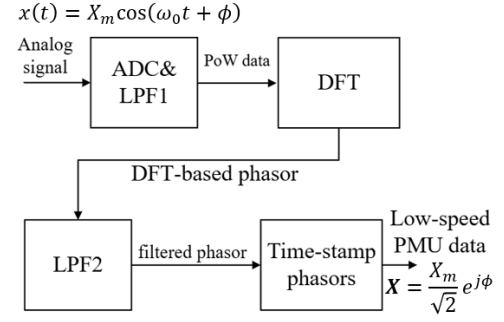 x(t) = X_m cos(ω_0 t + ϕ)
Analog
signal
ADC&
LPF1
PoW data
DFT
DFT-based phasor
LPF2
filtered phasor
Time-stamp
phasors
Low-speed
PMU data
X = X_m/√2 e^{jϕ}